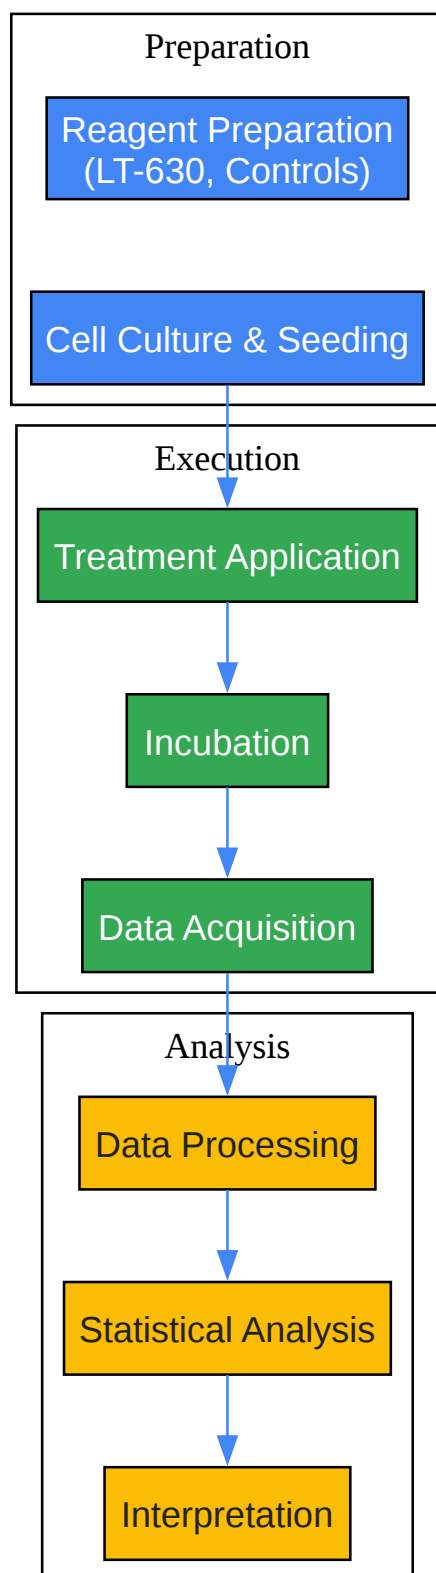 Preparation
Reagent Preparation
(LT-630, Controls)
Cell Culture & Seeding
Execution
Treatment Application
Incubation
Data Acquisition
Analysis
Data Processing
Statistical Analysis
Interpretation